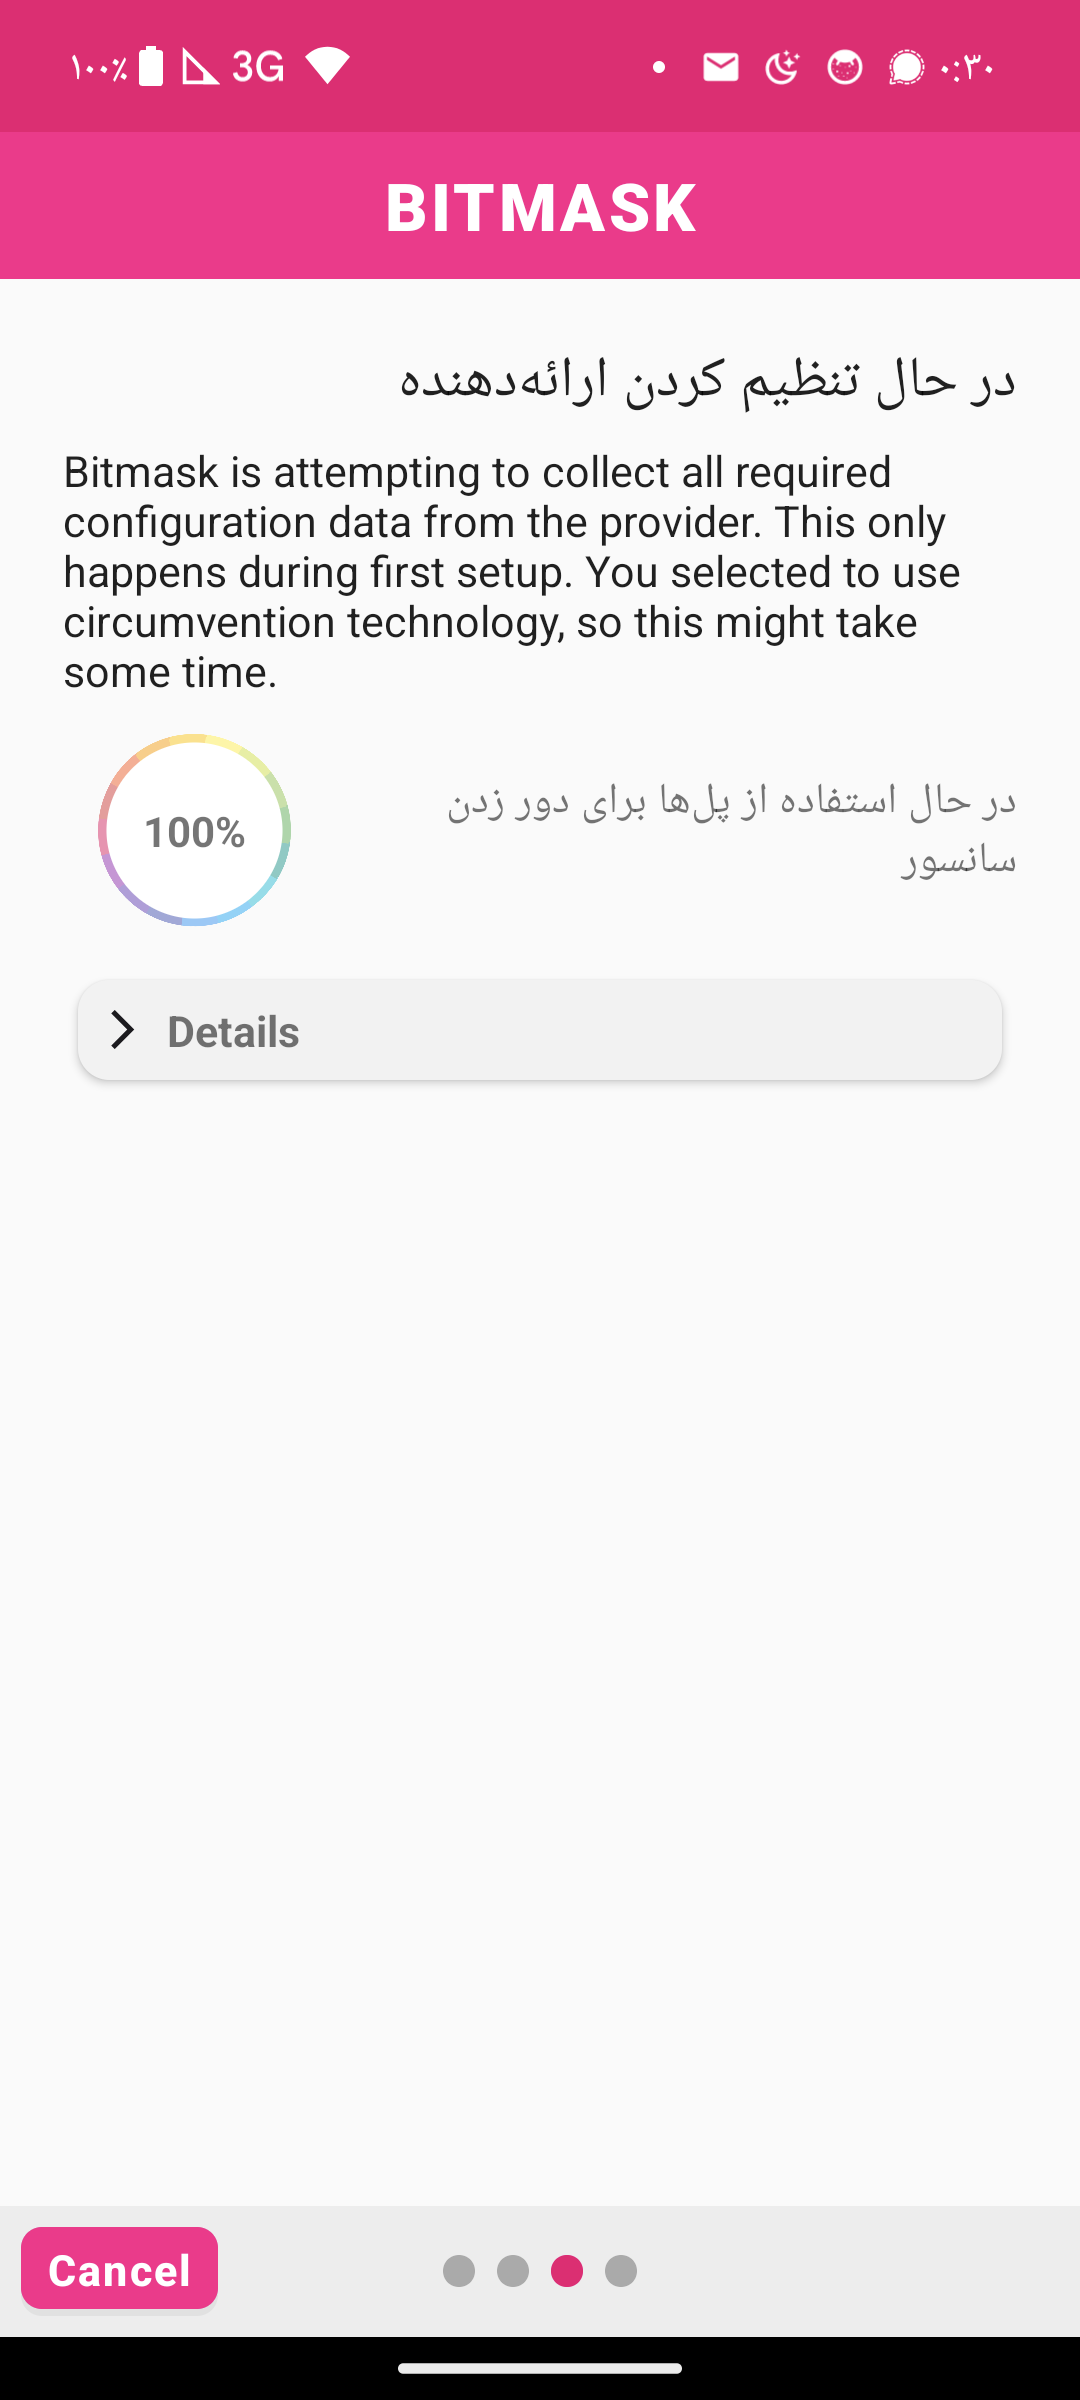 ۱۰۰٪ 3G ۰:۳۰
BITMASK
در حال تنظیم کردن ارائه‌دهنده
Bitmask is attempting to collect all required
configuration data from the provider. This only
happens during first setup. You selected to use
circumvention technology, so this might take
some time.
100%
در حال استفاده از پل‌ها برای دور زدن
سانسور
Details
Cancel